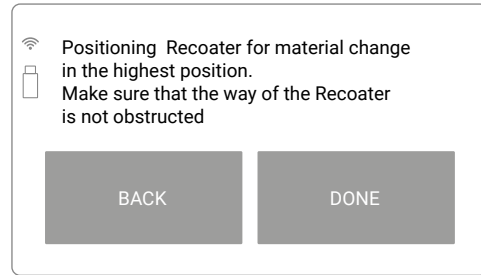 Positioning Recoater for material change
in the highest position.
Make sure that the way of the Recoater
is not obstructed
BACK
DONE